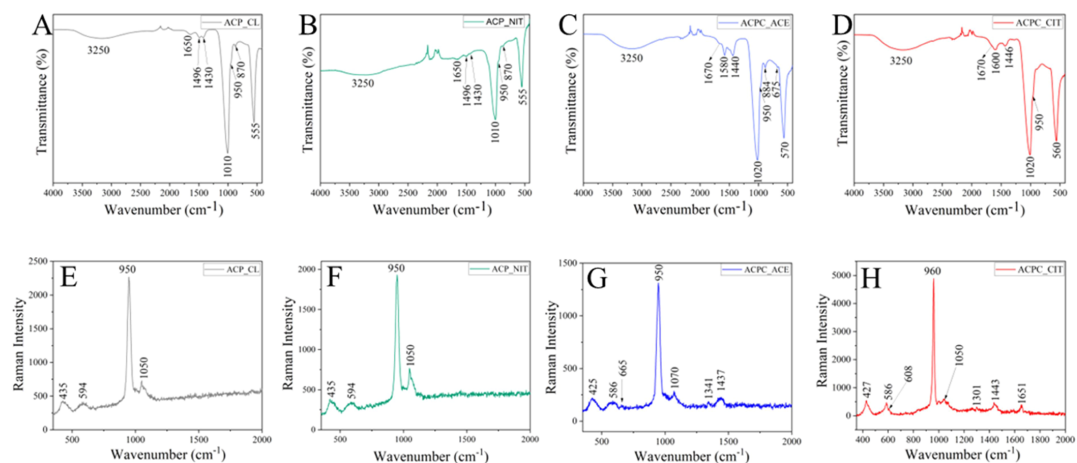 A
ACP_CL
3250
1650
1496
1430
950
870
1010
555
Transmittance (%)
4000 3500 3000 2500 2000 1500 1000 500
Wavenumber (cm-1)
B
ACP_NIT
3250
1650
1496
1430
950
870
1010
555
Transmittance (%)
4000 3500 3000 2500 2000 1500 1000 500
Wavenumber (cm-1)
C
ACPC_ACE
3250
1670
1580
1440
950
884
675
1020
570
Transmittance (%)
4000 3500 3000 2500 2000 1500 1000 500
Wavenumber (cm-1)
D
ACPC_CIT
3250
1670
1600
1446
950
1020
560
Transmittance (%)
4000 3500 3000 2500 2000 1500 1000 500
Wavenumber (cm-1)
E
950
ACP_CL
435
594
1050
Raman Intensity
2500
2000
1500
1000
500
0
500 1000 1500 2000
Wavenumber (cm-1)
F
950
ACP_NIT
435
594
1050
Raman Intensity
2000
1500
1000
500
0
500 1000 1500 2000
Wavenumber (cm-1)
G
950
ACPC_ACE
425
586
665
1070
1341
1437
Raman Intensity
1500
1000
500
0
500 1000 1500 2000
Wavenumber (cm-1)
H
960
ACPC_CIT
427
586
608
1050
1301
1443
1651
Raman Intensity
5000
4000
3000
2000
1000
0
400 600 800 1000 1200 1400 1600 1800 2000
Wavenumber (cm-1)